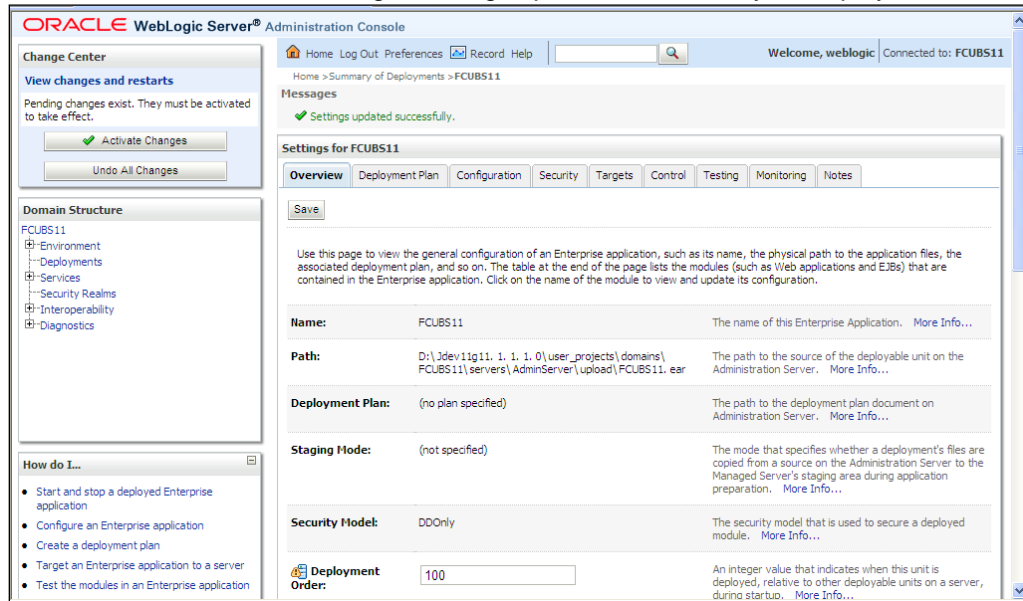 ORACLE WebLogic Server® Administration Console
Change Center
View changes and restarts
Pending changes exist. They must be activated
to take effect.
Activate Changes
Undo All Changes
Domain Structure
FCUBS11
Environment
Deployments
Services
Security Realms
Interoperability
Diagnostics
How do I...
Start and stop a deployed Enterprise
application
Configure an Enterprise application
Create a deployment plan
Target an Enterprise application to a server
Test the modules in an Enterprise application
Home Log Out Preferences Record Help
Welcome, weblogic Connected to: FCUBS11
Home >Summary of Deployments >FCUBS11
Messages
Settings updated successfully.
Settings for FCUBS11
Overview Deployment Plan Configuration Security Targets Control Testing Monitoring Notes
Save
Use this page to view the general configuration of an Enterprise application, such as its name, the physical path to the application files, the
associated deployment plan, and so on. The table at the end of the page lists the modules (such as Web applications and EJBs) that are
contained in the Enterprise application. Click on the name of the module to view and update its configuration.
Name: FCUBS11 The name of this Enterprise Application. More Info...
Path: D:\Jdev11g11. 1. 1. 1. 0\user_projects\domains\ The path to the source of the deployable unit on the
FCUBS11\servers\AdminServer\upload\FCUBS11. ear Administration Server. More Info...
Deployment Plan: (no plan specified) The path to the deployment plan document on
Administration Server. More Info...
Staging Mode: (not specified) The mode that specifies whether a deployment's files are
copied from a source on the Administration Server to the
Managed Server's staging area during application
preparation. More Info...
Security Model: DDOnly The security model that is used to secure a deployed
module. More Info...
Deployment 100 An integer value that indicates when this unit is
Order: deployed, relative to other deployable units on a server,
during startup. More Info...